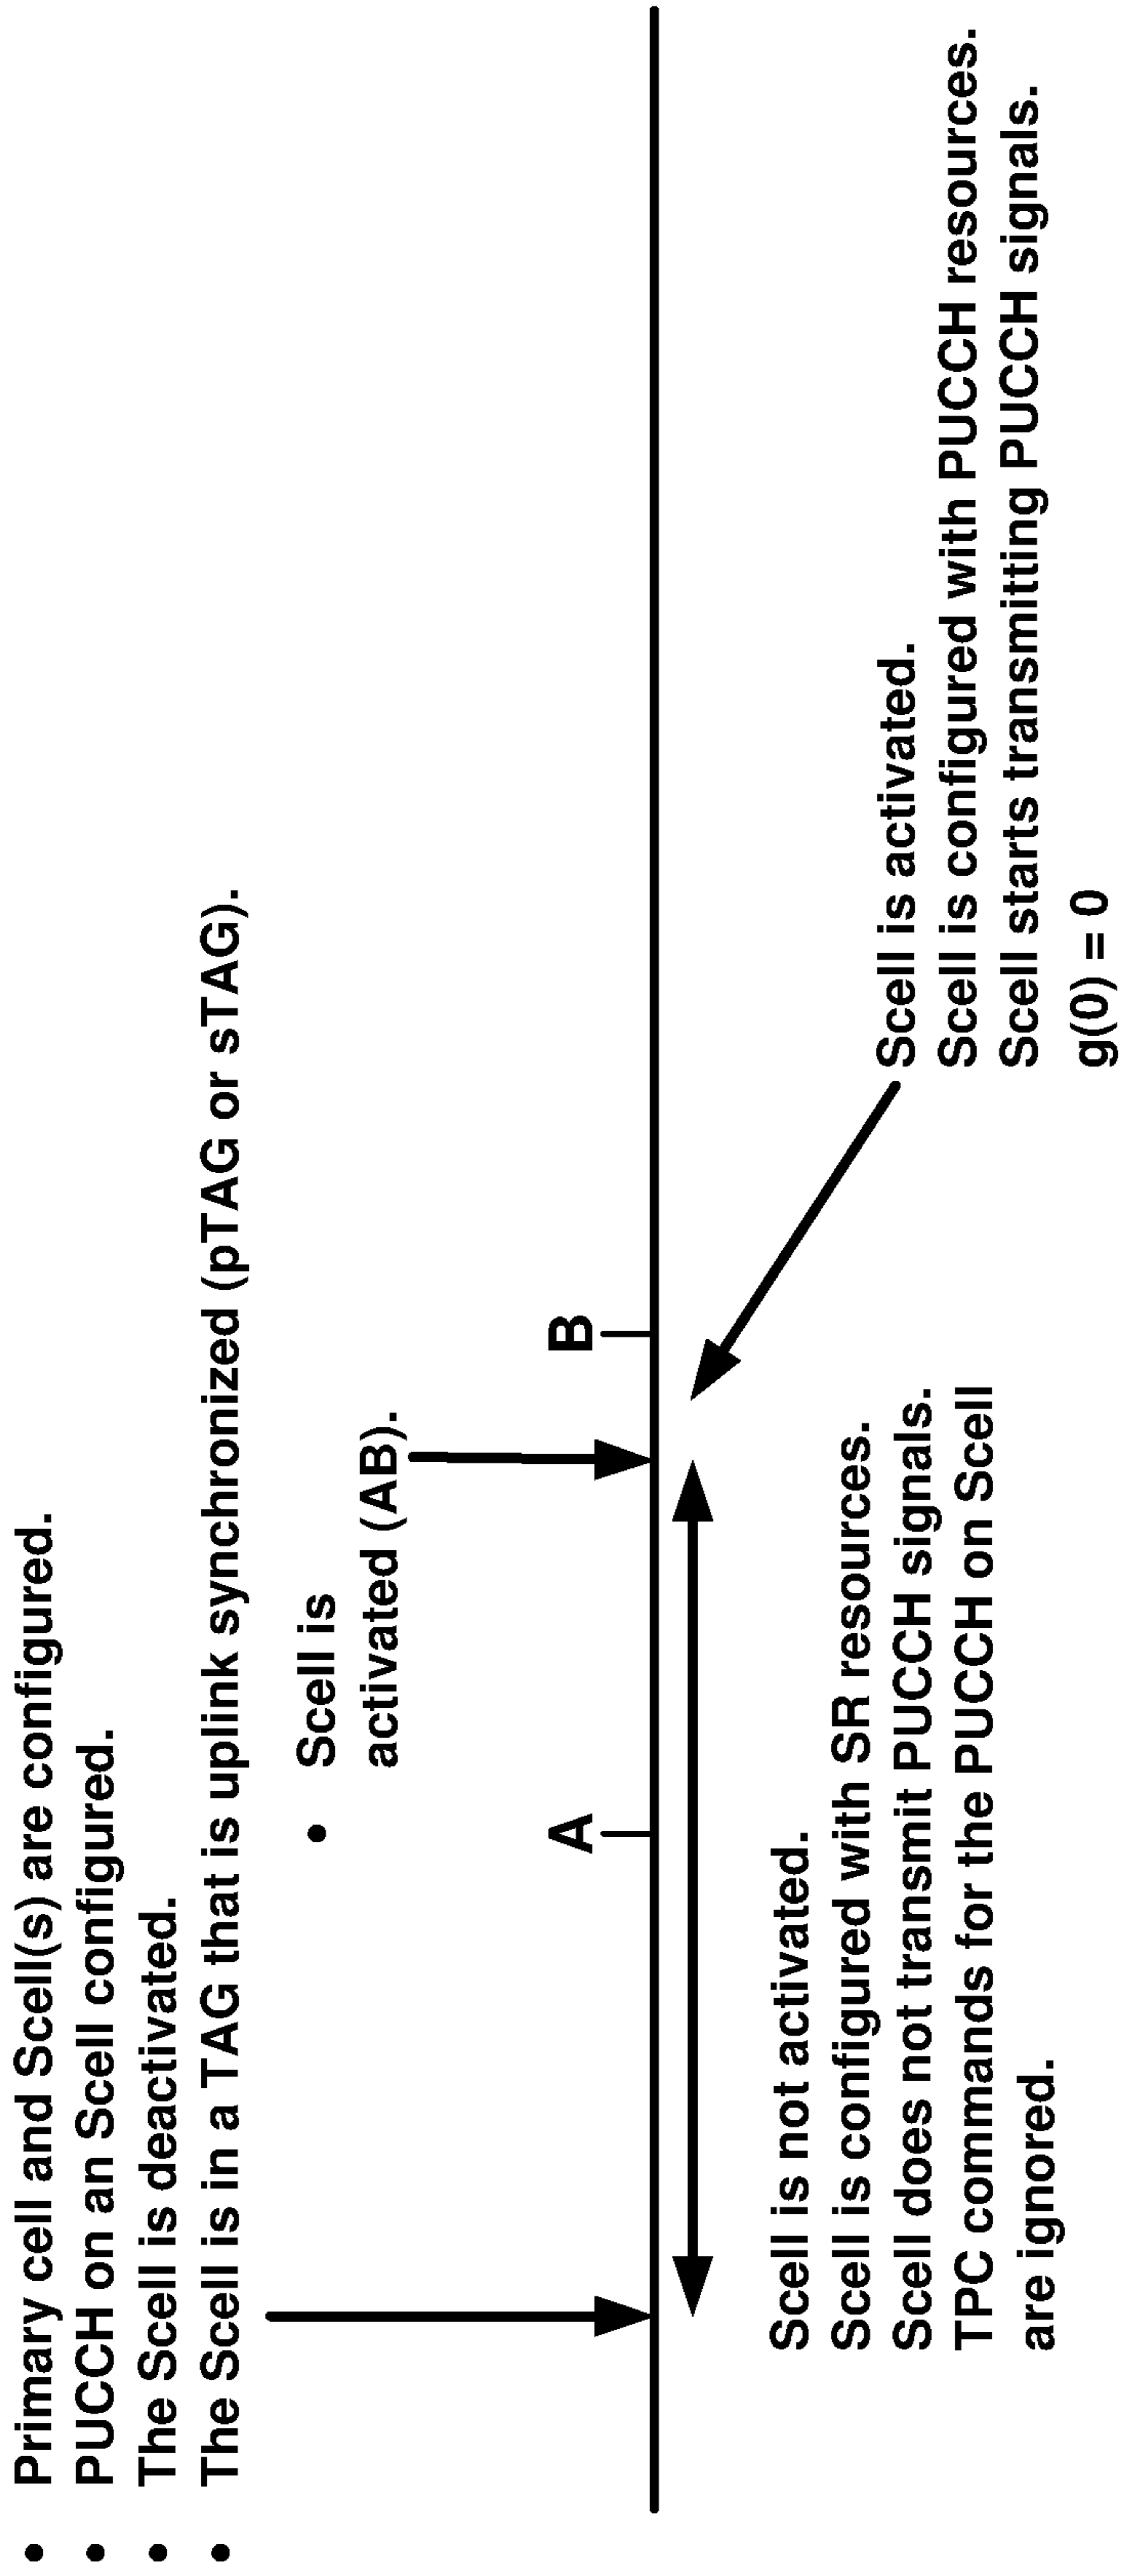 • Primary cell and Scell(s) are configured.
• PUCCH on an Scell configured.
• The Scell is deactivated.
• The Scell is in a TAG that is uplink synchronized (pTAG or sTAG).
• Scell is
activated (AB).
A
B
Scell is not activated.
Scell is configured with SR resources.
Scell does not transmit PUCCH signals.
TPC commands for the PUCCH on Scell
are ignored.
Scell is activated.
Scell is configured with PUCCH resources.
Scell starts transmitting PUCCH signals.
g(0) = 0